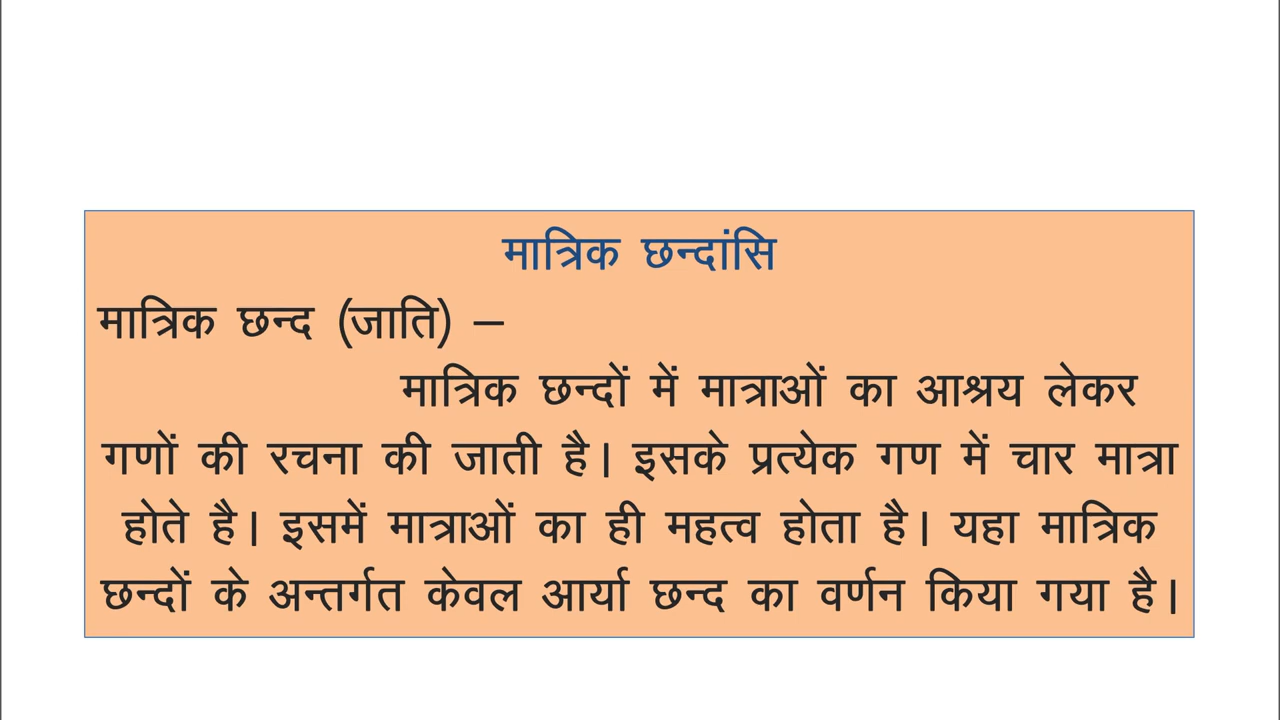 मात्रिक छन्दांसि
मात्रिक छन्द (जाति) –
मात्रिक छन्दों में मात्राओं का आश्रय लेकर
गणों की रचना की जाती है। इसके प्रत्येक गण में चार मात्रा
होते है। इसमें मात्राओं का ही महत्व होता है। यहा मात्रिक
छन्दों के अन्तर्गत केवल आर्या छन्द का वर्णन किया गया है।